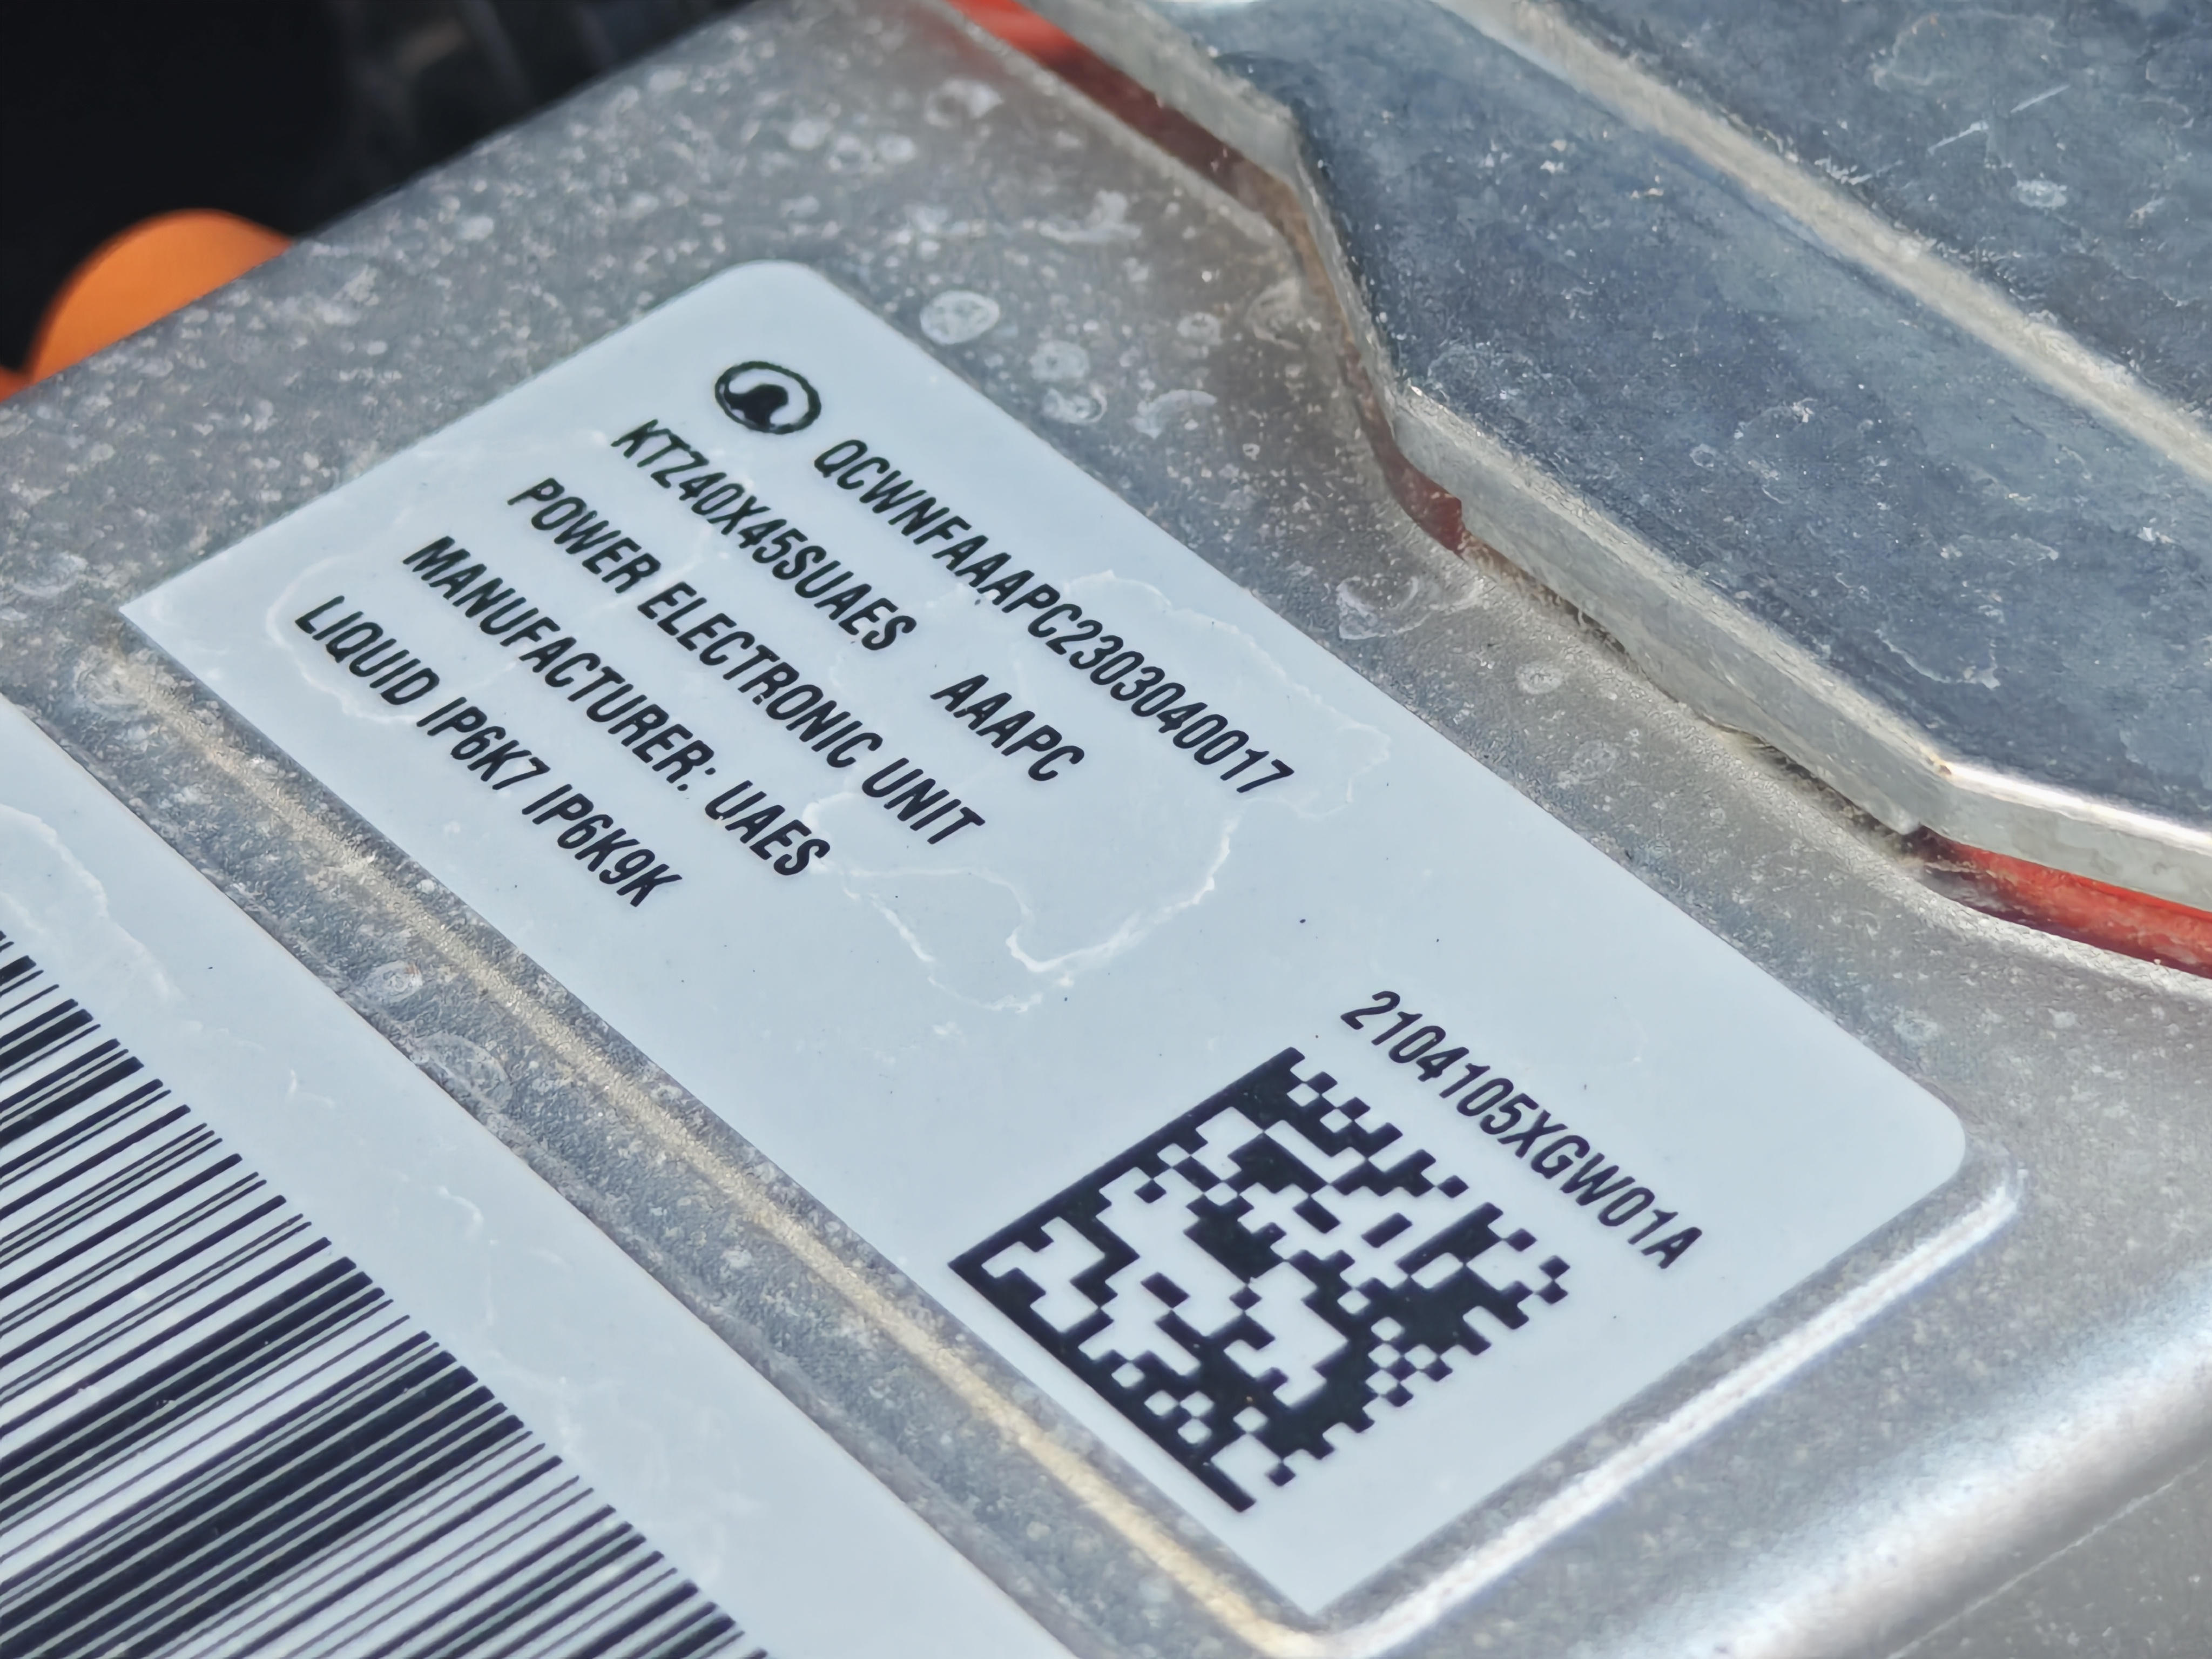 QCWNFAAAPC2303040017
KTZ40X45SUAES AAAPC
POWER ELECTRONIC UNIT
MANUFACTURER: UAES
LIQUID IP6K7 IP6K9K
2104105XGW01A